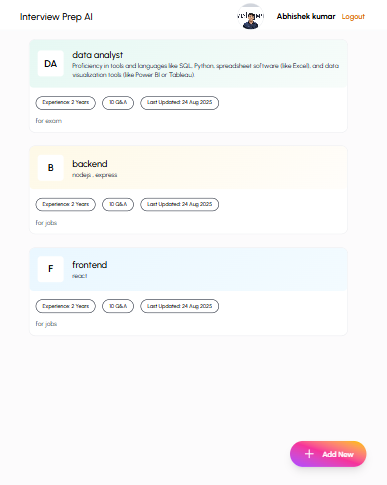 Interview Prep AI
Abhishek kumar Logout
DA
data analyst
Proficiency in tools and languages like SQL, Python, spreadsheet software (like Excel), and data
visualization tools (like Power BI or Tableau).
Experience: 2 Years 10 Q&A Last Updated: 24 Aug 2025
for exam
B
backend
nodejs , express
Experience: 2 Years 10 Q&A Last Updated: 24 Aug 2025
for jobs
F
frontend
react
Experience: 2 Years 10 Q&A Last Updated: 24 Aug 2025
for jobs
+ Add New